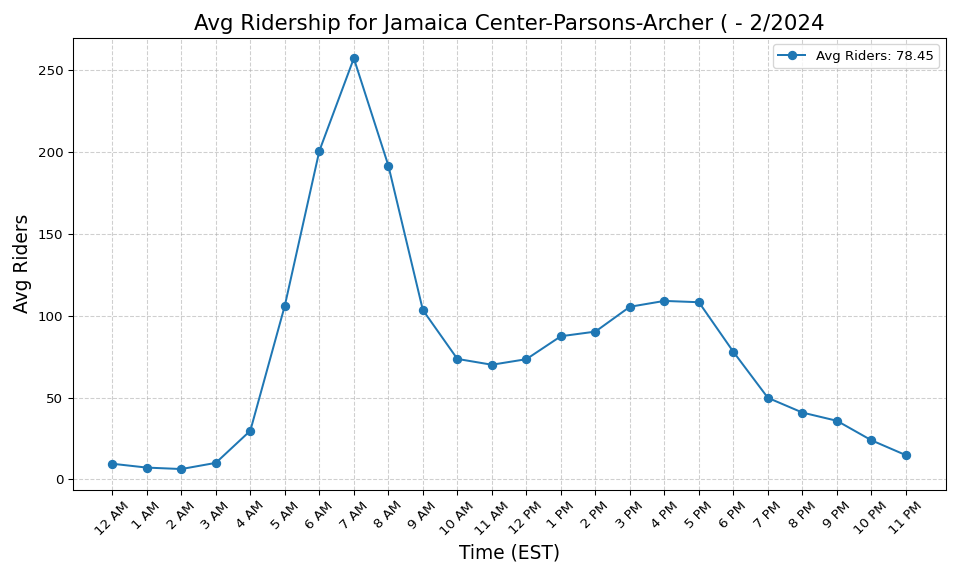 Avg Ridership for Jamaica Center-Parsons-Archer ( - 2/2024
Avg Riders: 78.45
Avg Riders
250
200
150
100
50
0
12 AM
1 AM
2 AM
3 AM
4 AM
5 AM
6 AM
7 AM
8 AM
9 AM
10 AM
11 AM
12 PM
1 PM
2 PM
3 PM
4 PM
5 PM
6 PM
7 PM
8 PM
9 PM
10 PM
11 PM
Time (EST)